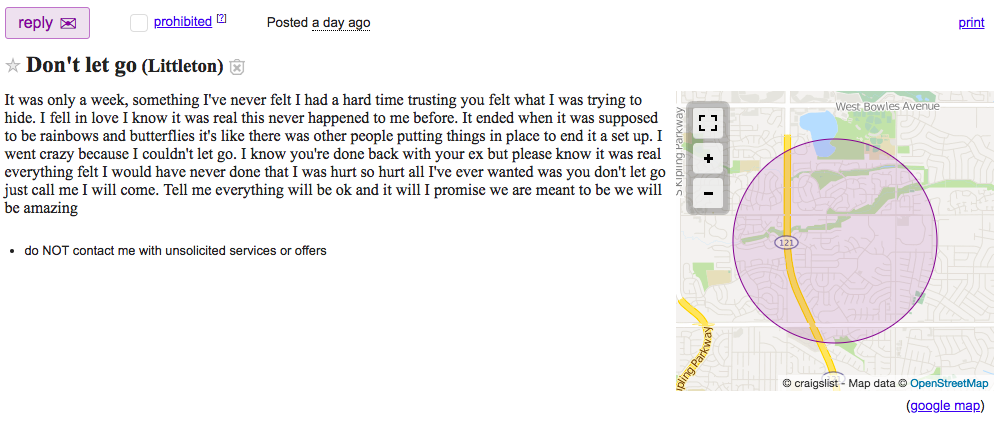 reply
prohibited [?]
Posted a day ago
print
Don't let go (Littleton)
It was only a week, something I've never felt I had a hard time trusting you felt what I was trying to
hide. I fell in love I know it was real this never happened to me before. It ended when it was supposed
to be rainbows and butterflies it's like there was other people putting things in place to end it a set up. I
went crazy because I couldn't let go. I know you're done back with your ex but please know it was real
everything felt I would have never done that I was hurt so hurt all I've ever wanted was you don't let go
just call me I will come. Tell me everything will be ok and it will I promise we are meant to be we will
be amazing
do NOT contact me with unsolicited services or offers
West Bowles Avenue
S Kipling Parkway
+
−
121
ipling Parkway
© craigslist - Map data © OpenStreetMap
(google map)